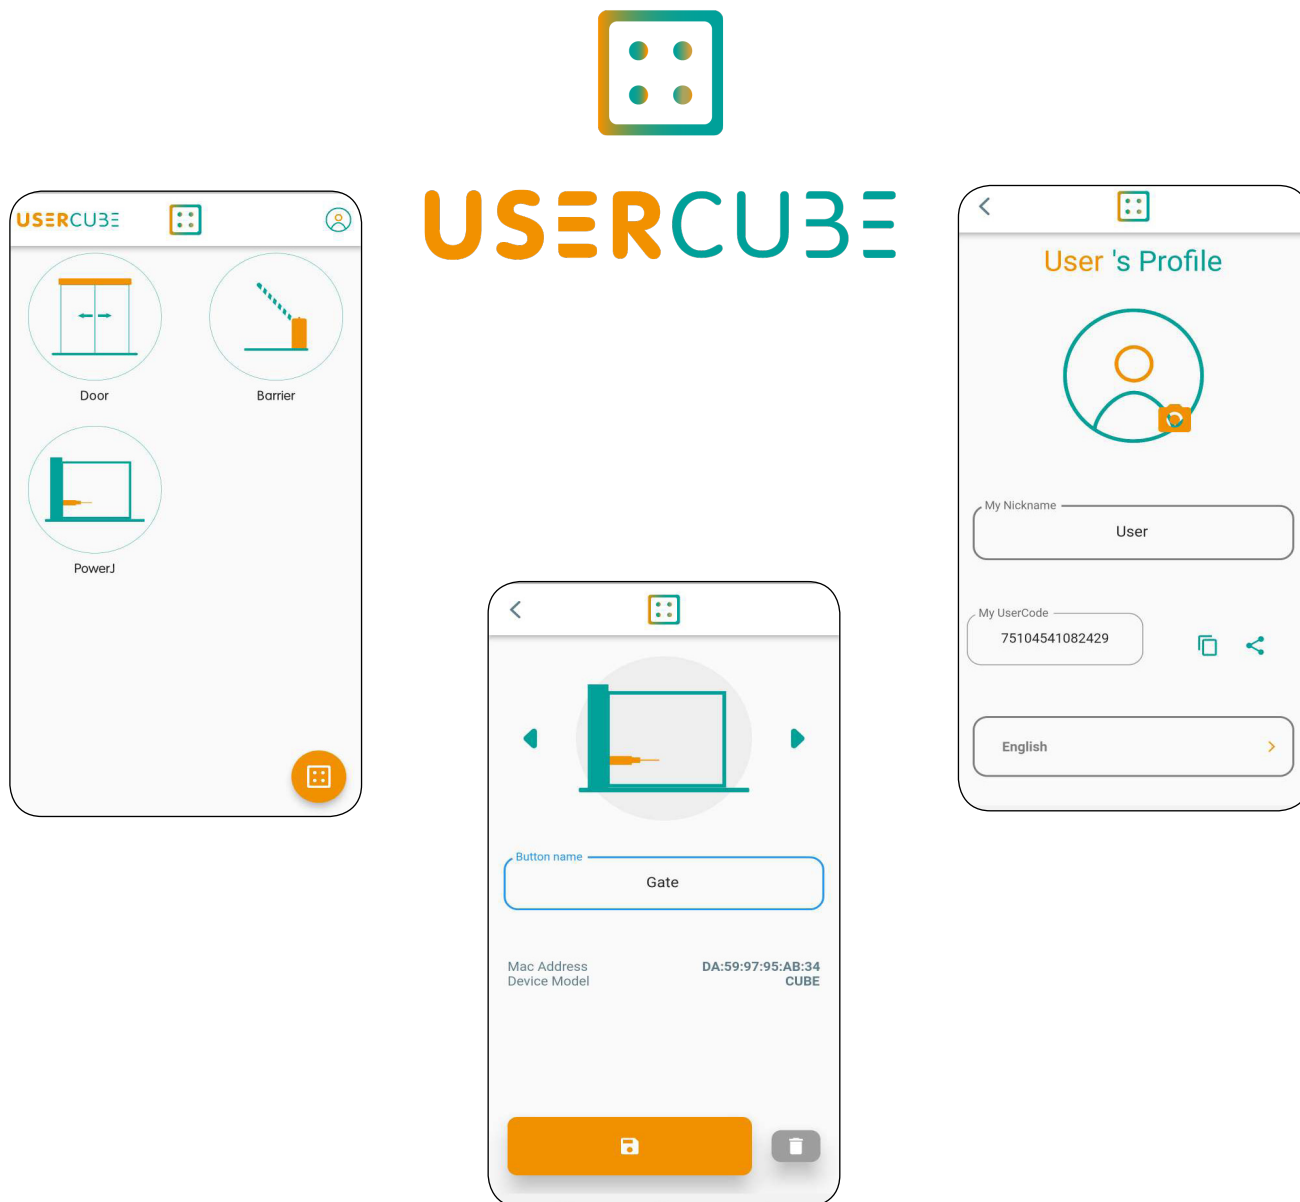 USERCUBE
USERCUBE
Door
Barrier
PowerJ
Button name
Gate
Mac Address DA:59:97:95:AB:34
Device Model CUBE
User 's Profile
My Nickname
User
My UserCode
75104541082429
English